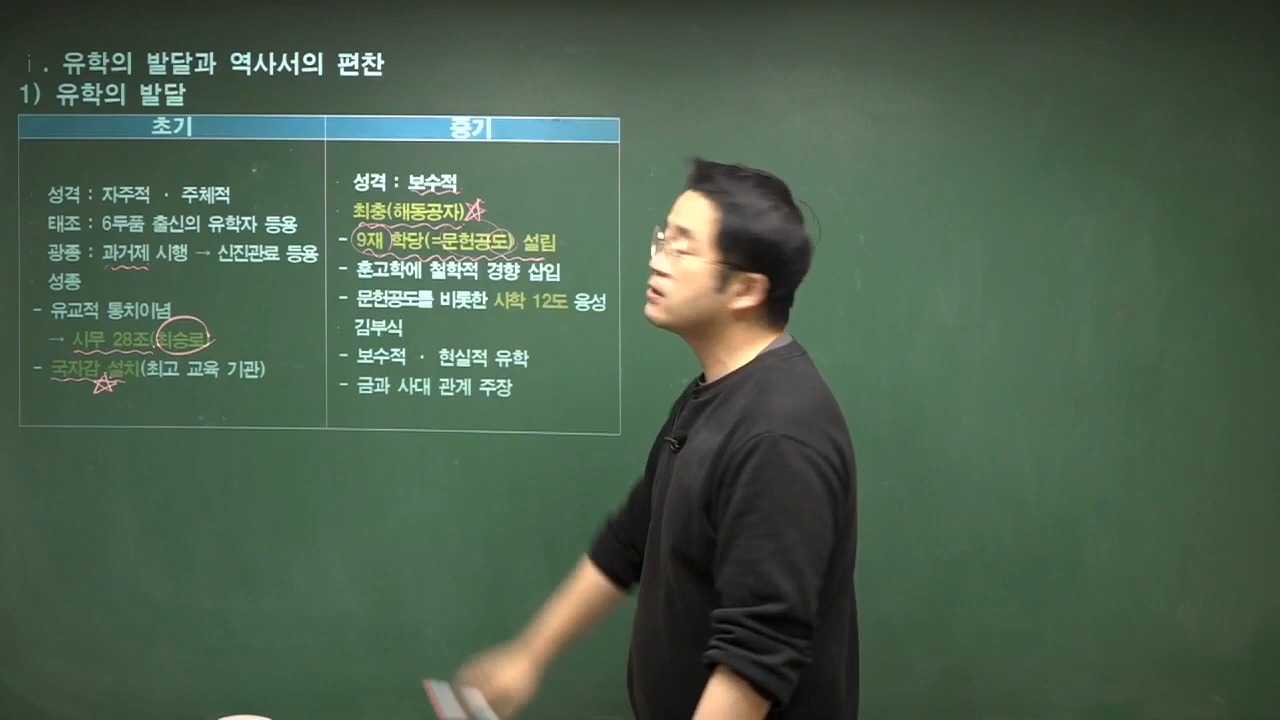 i. 유학의 발달과 역사서의 편찬
1) 유학의 발달
초기
성격 : 자주적 · 주체적
태조 : 6두품 출신의 유학자 등용
광종 : 과거제 시행 → 신진관료 등용
성종
- 유교적 통치이념
→ 시무 28조(최승로)
- 국자감 설치(최고 교육 기관)
중기
성격 : 보수적
최충(해동공자)
- 9재 학당(=문헌공도) 설립
- 훈고학에 철학적 경향 삽입
- 문헌공도를 비롯한 사학 12도 융성
김부식
- 보수적 · 현실적 유학
- 금과 사대 관계 주장